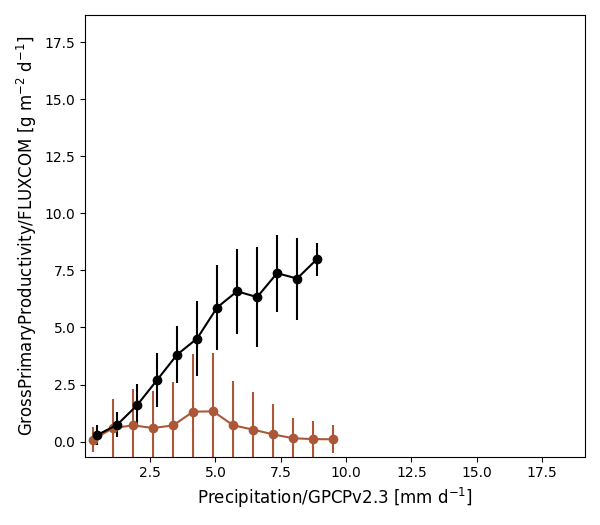 GrossPrimaryProductivity/FLUXCOM [g m⁻² d⁻¹]
17.5
15.0
12.5
10.0
7.5
5.0
2.5
0.0
2.5 5.0 7.5 10.0 12.5 15.0 17.5
Precipitation/GPCPv2.3 [mm d⁻¹]